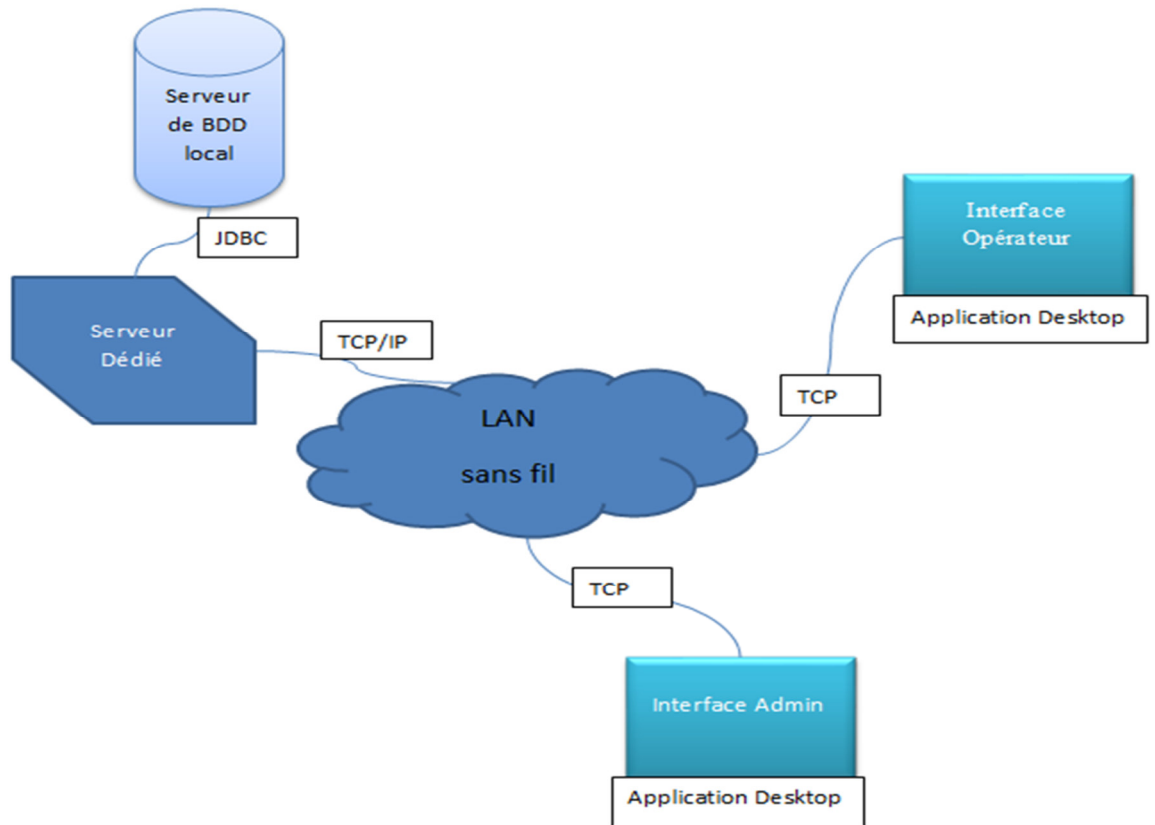 Serveur
de BDD
local
JDBC
Serveur
Dédié
TCP/IP
LAN
sans fil
Interface
Opérateur
Application Desktop
TCP
TCP
Interface Admin
Application Desktop